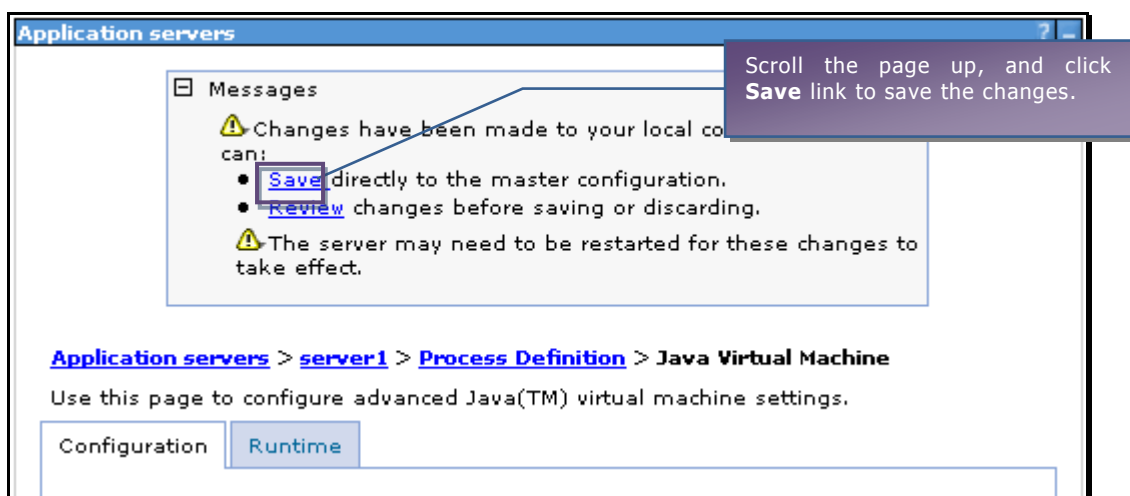 Application servers ? –
Scroll the page up, and click
Save link to save the changes.
Messages
Changes have been made to your local co
can:
• Save directly to the master configuration.
• Review changes before saving or discarding.
The server may need to be restarted for these changes to
take effect.
Application servers > server1 > Process Definition > Java Virtual Machine
Use this page to configure advanced Java(TM) virtual machine settings.
Configuration Runtime